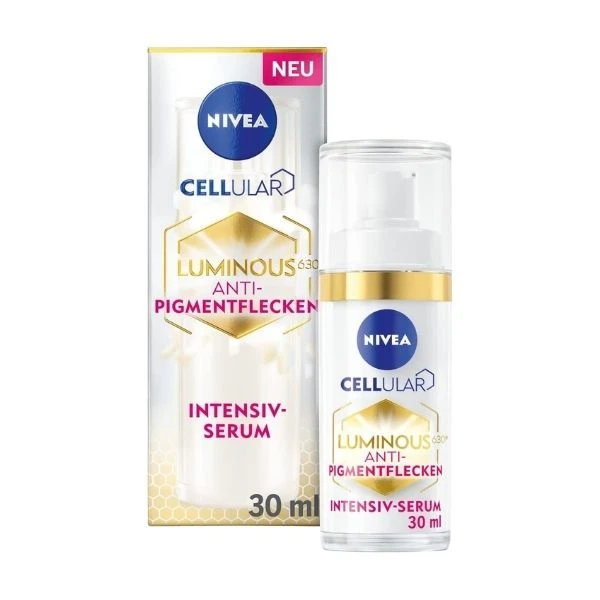 NEU
NIVEA
CELLULAR
LUMINOUS630
ANTI-
PIGMENTFLECKEN
INTENSIV-
SERUM
30 ml
NIVEA
CELLULAR
LUMINOUS630®
ANTI-
PIGMENTFLECKEN
INTENSIV-SERUM
30 ml